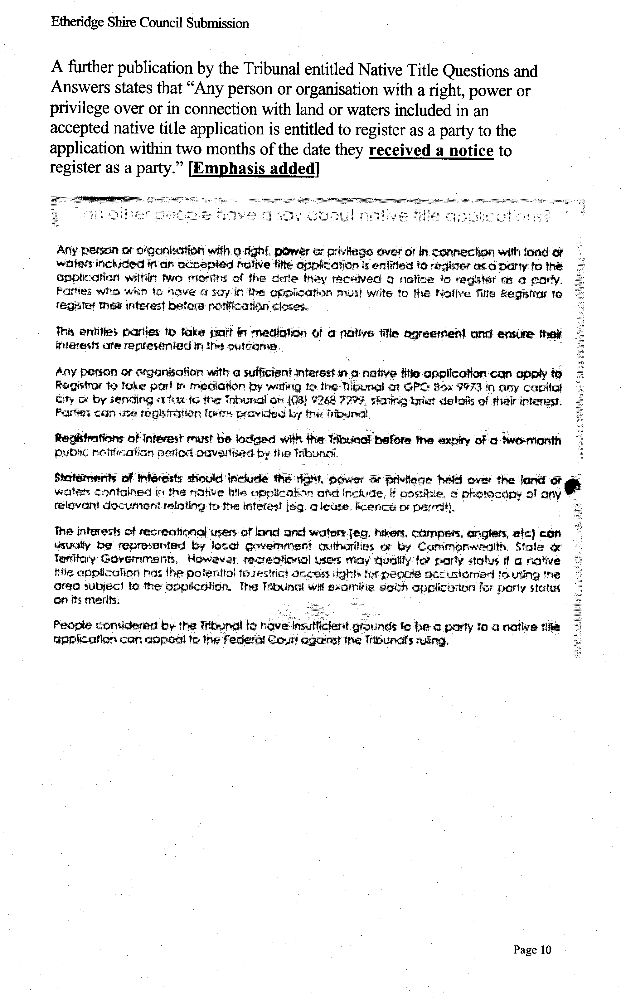 Etheridge Shire Council Submission
A further publication by the Tribunal entitled Native Title Questions and
Answers states that “Any person or organisation with a right, power or
privilege over or in connection with land or waters included in an
accepted native title application is entitled to register as a party to the
application within two months of the date they received a notice to
register as a party.” [Emphasis added]
Can other people have a say about native title applications?
Any person or organisation with a right, power or privilege over or in connection with land or
waters included in an accepted native title application is entitled to register as a party to the
application within two months of the date they received a notice to register as a party.
Parties who wish to have a say in the application must write to the Native Title Registrar to
register their interest before notification closes.
This entitles parties to take part in mediation of a native title agreement and ensure their
interests are represented in the outcome.
Any person or organisation with a sufficient interest in a native title application can apply to
Registrar to take part in mediation by writing to the Tribunal at GPO Box 9973 in any capital
city or by sending a fax to the Tribunal on (08) 9268 7299, stating brief details of their interest.
Parties can use registration forms provided by the Tribunal.
Registrations of interest must be lodged with the Tribunal before the expiry of a two-month
public notification period advertised by the Tribunal.
Statements of interests should include the right, power or privilege held over the land or
waters contained in the native title application and include, if possible, a photocopy of any
relevant document relating to the interest (eg. a lease, licence or permit).
The interests of recreational users of land and waters (eg. hikers, campers, anglers, etc) can
usually be represented by local government authorities or by Commonwealth, State or
Territory Governments. However, recreational users may qualify for party status if a native
title application has the potential to restrict access rights for people accustomed to using the
area subject to the application. The Tribunal will examine each application for party status
on its merits.
People considered by the Tribunal to have insufficient grounds to be a party to a native title
application can appeal to the Federal Court against the Tribunal's ruling.
Page 10